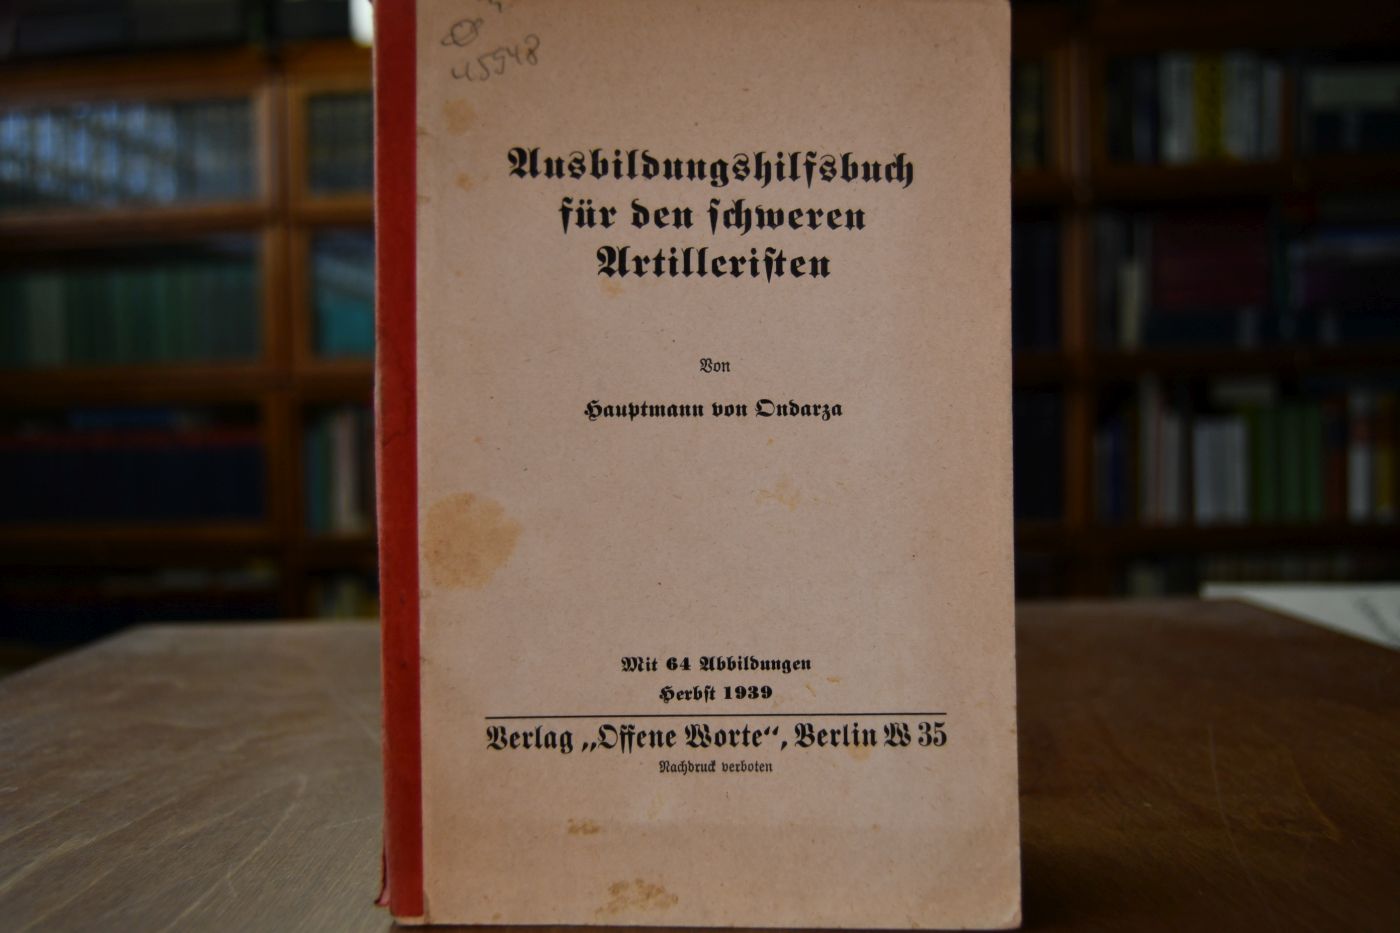 45948
Ausbildungshilfsbuch
für den schweren
Artilleristen
Von
Hauptmann von Ondarza
Mit 64 Abbildungen
Herbst 1939
Verlag „Offene Worte“, Berlin W 35
Nachdruck verboten